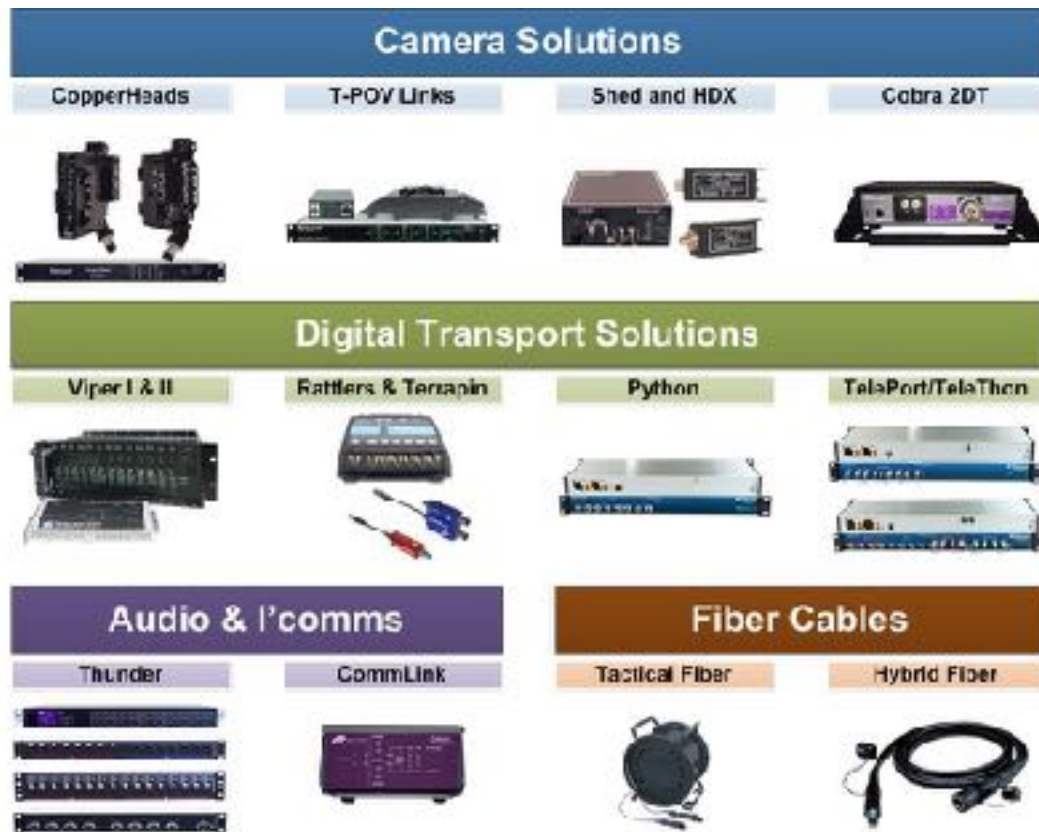 Camera Solutions
CopperHeads
T-POV Links
Shed and HDX
Cobra 2DT
Digital Transport Solutions
Viper I & II
Rattlers & Terrapin
Python
TelePort/TeleThon
Audio & I'comms
Fiber Cables
Thunder
CommLink
Tactical Fiber
Hybrid Fiber